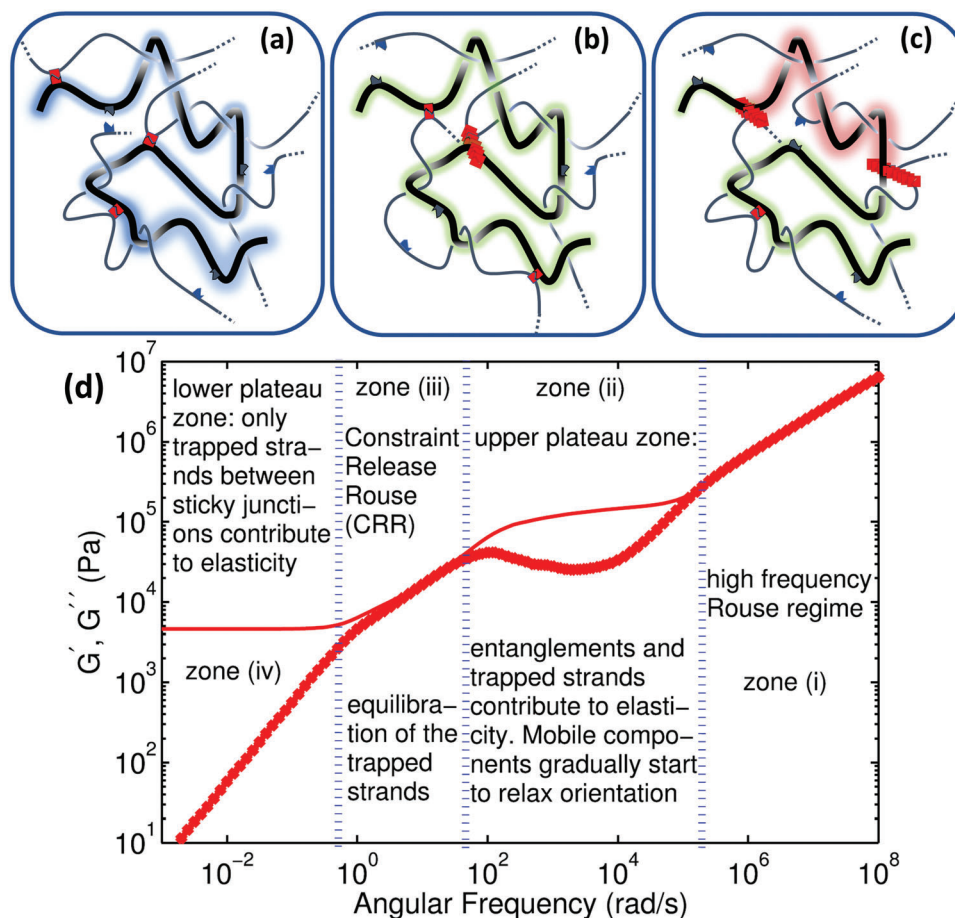 (a)
(b)
(c)
(d)
10^7
10^6
10^5
10^4
10^3
10^2
10^1
G′, G′′ (Pa)
lower plateau
zone: only
trapped stra-
nds between
sticky juncti-
ons contribute
to elasticity
zone (iv)
zone (iii)
Constraint
Release
Rouse
(CRR)
equilibra-
tion of the
trapped
strands
zone (ii)
upper plateau zone:
entanglements and
trapped strands
contribute to elasti-
city. Mobile compo-
nents gradually start
to relax orientation
high frequency
Rouse regime
zone (i)
10^-2
10^0
10^2
10^4
10^6
10^8
Angular Frequency (rad/s)